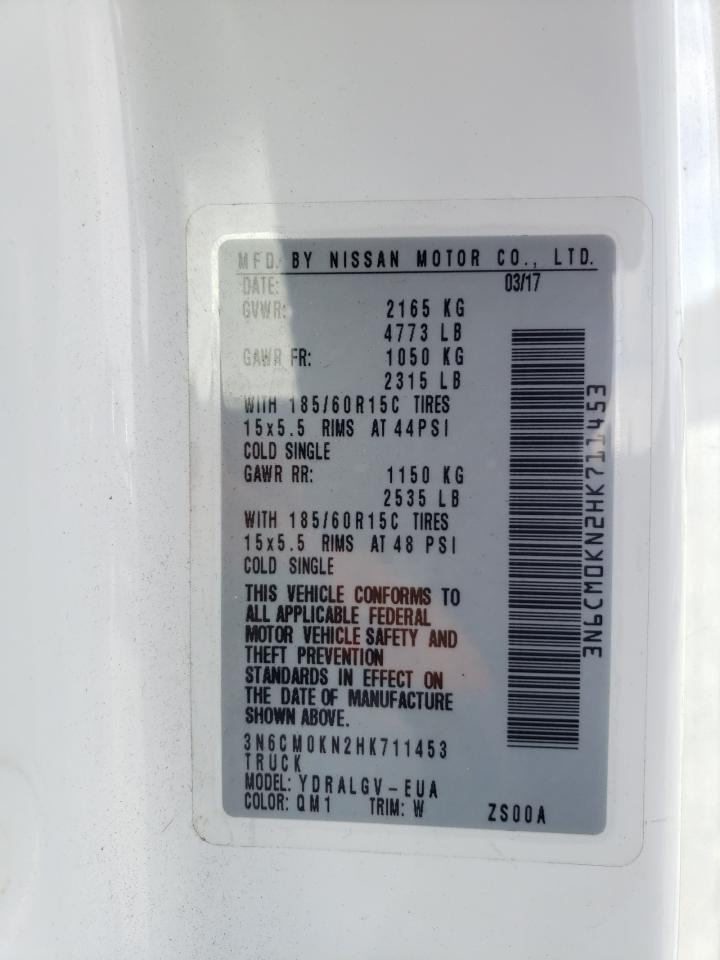 MFD. BY NISSAN MOTOR CO., LTD.
DATE: 03/17
GVWR: 2165 KG
4773 LB
GAWR FR: 1050 KG
2315 LB
WITH 185/60R15C TIRES
15x5.5 RIMS AT 44PSI
COLD SINGLE
GAWR RR: 1150 KG
2535 LB
WITH 185/60R15C TIRES
15x5.5 RIMS AT 48 PSI
COLD SINGLE
THIS VEHICLE CONFORMS TO
ALL APPLICABLE FEDERAL
MOTOR VEHICLE SAFETY AND
THEFT PREVENTION
STANDARDS IN EFFECT ON
THE DATE OF MANUFACTURE
SHOWN ABOVE.
3N6CM0KN2HK711453
TRUCK
MODEL: YDRALGV-EUA
COLOR: QM1 TRIM: W ZS00A
3N6CM0KN2HK711453